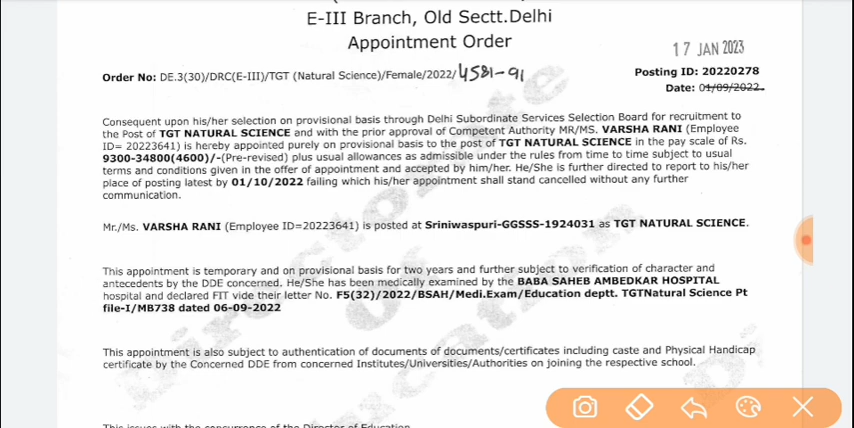 E-III Branch, Old Sectt.Delhi
Appointment Order
17 JAN 2023
Order No: DE.3(30)/DRC(E-III)/TGT (Natural Science)/Female/2022/4581-91
Posting ID: 20220278
Date: 01/09/2022
Consequent upon his/her selection on provisional basis through Delhi Subordinate Services Selection Board for recruitment to
the Post of TGT NATURAL SCIENCE and with the prior approval of Competent Authority MR/MS. VARSHA RANI (Employee
ID= 20223641) is hereby appointed purely on provisional basis to the post of TGT NATURAL SCIENCE in the pay scale of Rs.
9300-34800(4600)/-(Pre-revised) plus usual allowances as admissible under the rules from time to time subject to usual
terms and conditions given in the offer of appointment and accepted by him/her. He/She is further directed to report to his/her
place of posting latest by 01/10/2022 failing which his/her appointment shall stand cancelled without any further
communication.
Mr./Ms. VARSHA RANI (Employee ID=20223641) is posted at Sriniwaspuri-GGSSS-1924031 as TGT NATURAL SCIENCE.
This appointment is temporary and on provisional basis for two years and further subject to verification of character and
antecedents by the DDE concerned. He/She has been medically examined by the BABA SAHEB AMBEDKAR HOSPITAL
hospital and declared FIT vide their letter No. F5(32)/2022/BSAH/Medi.Exam/Education deptt. TGTNatural Science Pt
file-I/MB738 dated 06-09-2022
This appointment is also subject to authentication of documents of documents/certificates including caste and Physical Handicap
certificate by the Concerned DDE from concerned Institutes/Universities/Authorities on joining the respective school.
This issues with the concurrence of the Director of Education